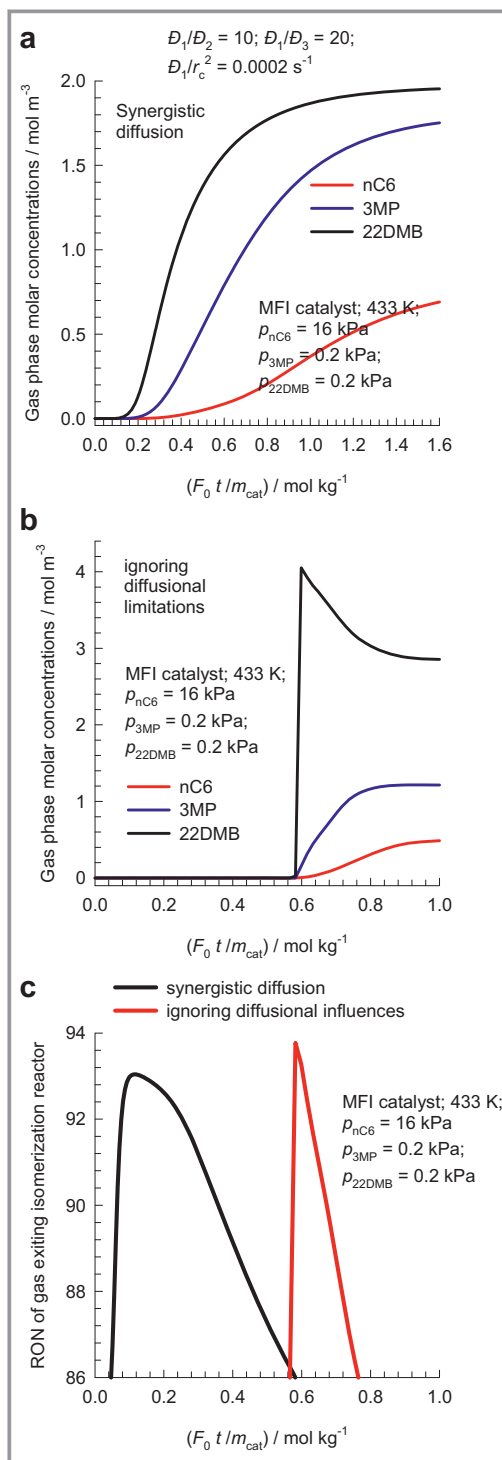 a
Đ₁/Đ₂ = 10; Đ₁/Đ₃ = 20;
Đ₁/r꜀² = 0.0002 s⁻¹
Gas phase molar concentrations / mol m⁻³
2.0
1.5
1.0
0.5
0.0
Synergistic
diffusion
nC6
3MP
22DMB
MFI catalyst; 433 K;
pnC6 = 16 kPa
p3MP = 0.2 kPa;
p22DMB = 0.2 kPa
0.0 0.2 0.4 0.6 0.8 1.0 1.2 1.4 1.6
(F₀ t /mcat) / mol kg⁻¹
b
Gas phase molar concentrations / mol m⁻³
4
3
2
1
0
ignoring
diffusional
limitations
MFI catalyst; 433 K;
pnC6 = 16 kPa
p3MP = 0.2 kPa;
p22DMB = 0.2 kPa
nC6
3MP
22DMB
0.0 0.2 0.4 0.6 0.8 1.0
(F₀ t /mcat) / mol kg⁻¹
c
synergistic diffusion
ignoring diffusional influences
RON of gas exiting isomerization reactor
94
92
90
88
86
MFI catalyst; 433 K;
pnC6 = 16 kPa
p3MP = 0.2 kPa;
p22DMB = 0.2 kPa
0.0 0.2 0.4 0.6 0.8 1.0
(F₀ t /mcat) / mol kg⁻¹